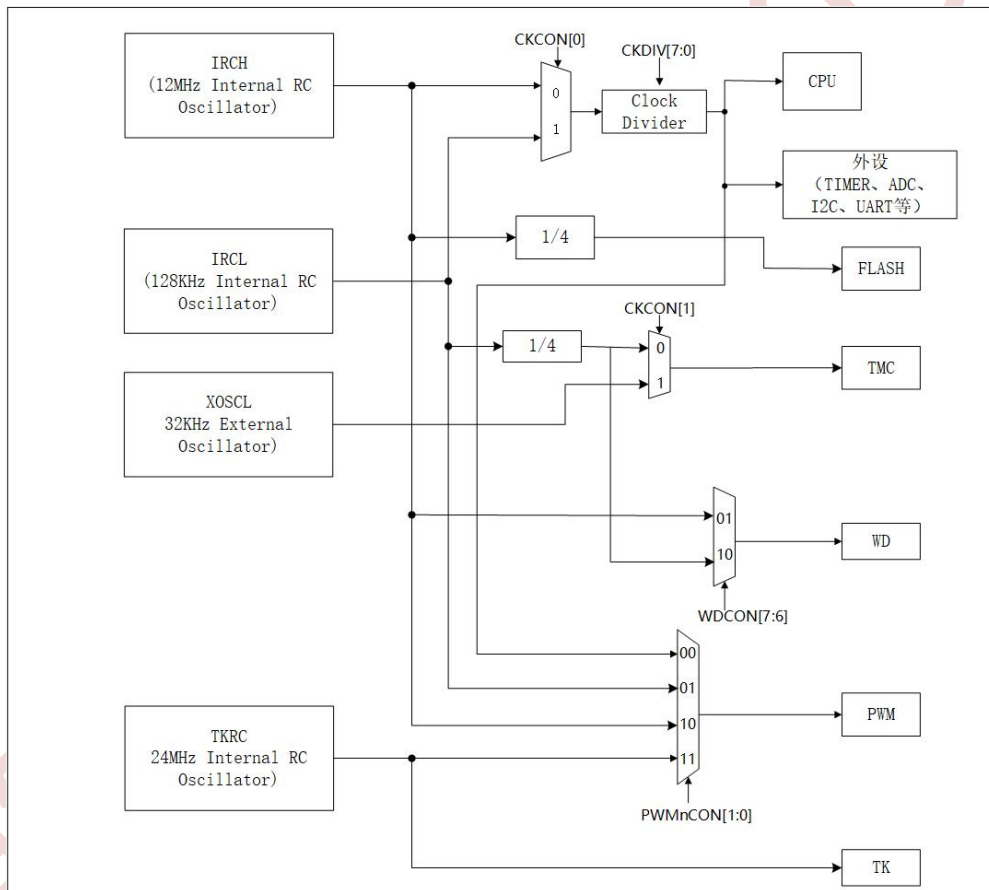 IRCH
(12MHz Internal RC
Oscillator)
CKCON[0]
0
1
CKDIV[7:0]
Clock
Divider
CPU
外设
（TIMER、ADC、
I2C、UART等）
1/4
FLASH
IRCL
(128KHz Internal RC
Oscillator)
CKCON[1]
1/4
0
1
TMC
XOSCL
32KHz External
Oscillator)
01
10
WD
WDCON[7:6]
00
01
10
11
PWM
PWMnCON[1:0]
TKRC
24MHz Internal RC
Oscillator)
TK